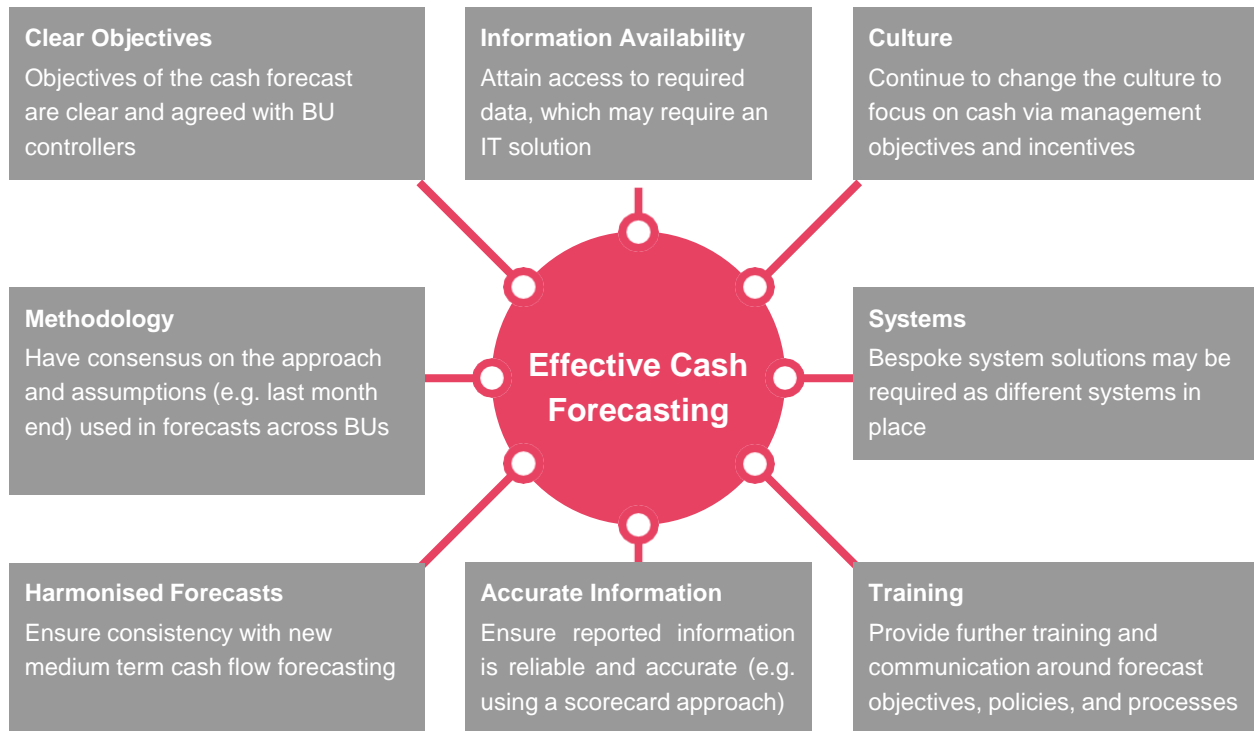 Clear Objectives
Objectives of the cash forecast
are clear and agreed with BU
controllers
Information Availability
Attain access to required
data, which may require an
IT solution
Culture
Continue to change the culture to
focus on cash via management
objectives and incentives
Methodology
Have consensus on the approach
and assumptions (e.g. last month
end) used in forecasts across BUs
Effective Cash
Forecasting
Systems
Bespoke system solutions may be
required as different systems in
place
Harmonised Forecasts
Ensure consistency with new
medium term cash flow forecasting
Accurate Information
Ensure reported information
is reliable and accurate (e.g.
using a scorecard approach)
Training
Provide further training and
communication around forecast
objectives, policies, and processes